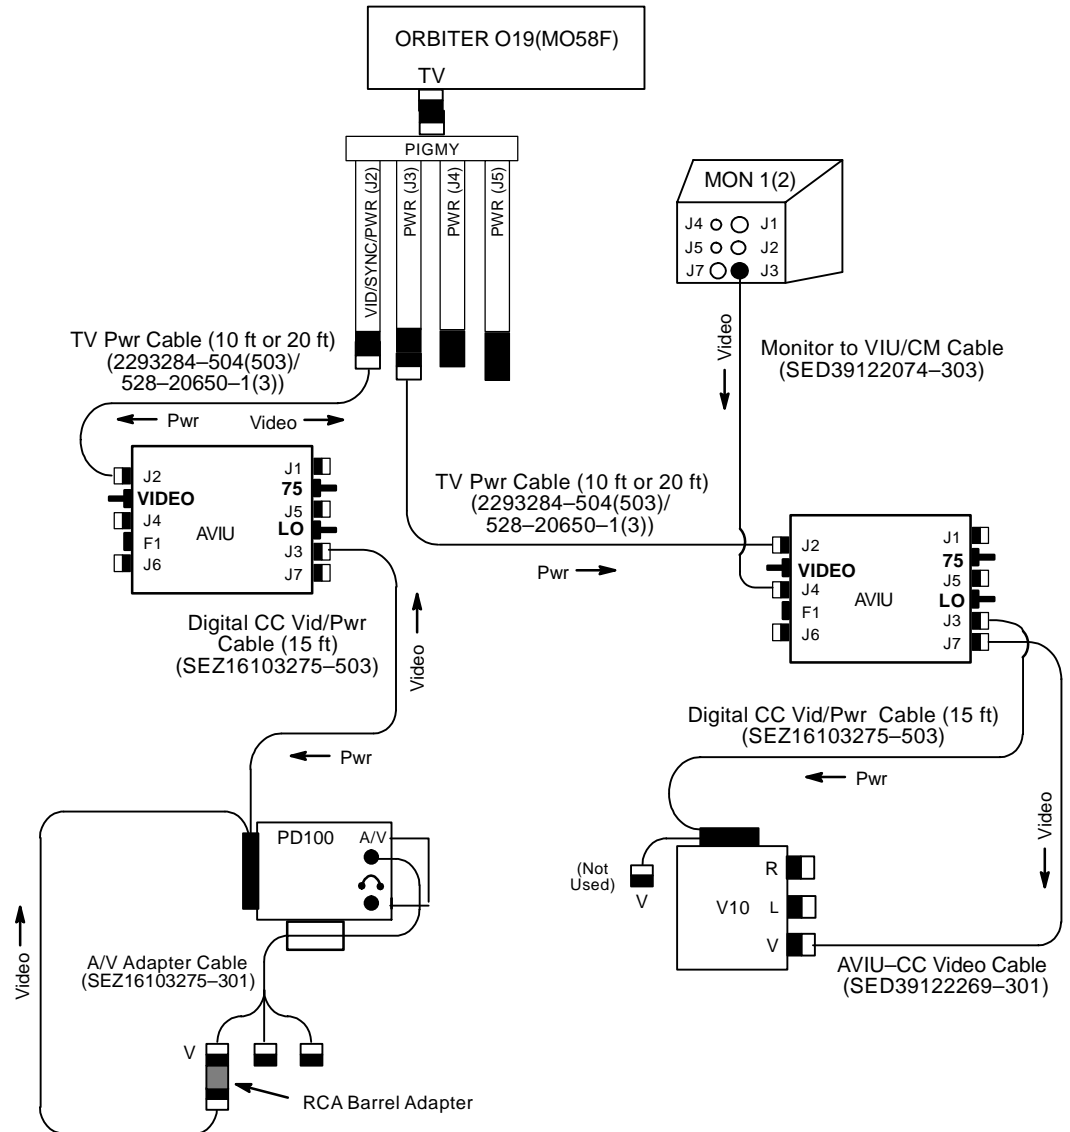 ORBITER O19(MO58F)
TV
PIGMY
VID/SYNC/PWR (J2)
PWR (J3)
PWR (J4)
PWR (J5)
MON 1(2)
J4 J1
J5 J2
J7 J3
Video
Monitor to VIU/CM Cable
(SED39122074–303)
TV Pwr Cable (10 ft or 20 ft)
(2293284–504(503)/
528–20650–1(3))
Pwr
Video
J2
VIDEO
J4
F1
J6
AVIU
J1
75
J5
LO
J3
J7
TV Pwr Cable (10 ft or 20 ft)
(2293284–504(503)/
528–20650–1(3))
Pwr
J2
VIDEO
J4
F1
J6
AVIU
J1
75
J5
LO
J3
J7
Digital CC Vid/Pwr
Cable (15 ft)
(SEZ16103275–503)
Video
Pwr
Digital CC Vid/Pwr Cable (15 ft)
(SEZ16103275–503)
Pwr
Video
PD100
A/V
(Not
Used)
V
V10
R
L
V
AVIU–CC Video Cable
(SED39122269–301)
Video
A/V Adapter Cable
(SEZ16103275–301)
V
RCA Barrel Adapter